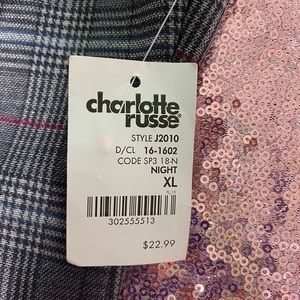 charlotte
russe
STYLE J2010
D/CL 16-1602
CODE SP3 18-N
NIGHT
XL
302555513
$22.99